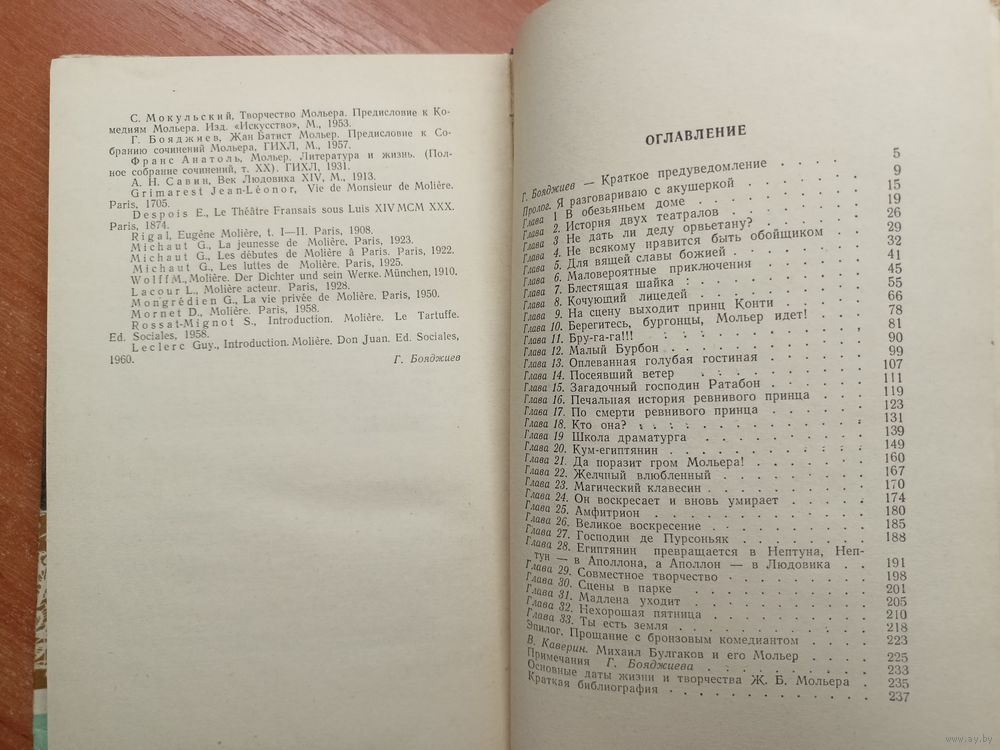 С. Мокульский, Творчество Мольера. Предисловие к Ко-
медиям Мольера. Изд. «Искусство», М., 1953.
Г. Бояджиев, Жан Батист Мольер. Предисловие к Со-
бранию сочинений Мольера, ГИХЛ, М., 1957.
Франс Анатоль, Мольер. Литература и жизнь. (Пол-
ное собрание сочинений, т. XX). ГИХЛ, 1931.
А. Н. Савин, Век Людовика XIV, М., 1913.
Grimarest Jean-Léonor, Vie de Monsieur de Molière.
Paris, 1705.
Despois E., Le Théâtre Fransais sous Luis XIV MCM XXX.
Paris, 1874.
Rigal, Eugène Molière, t. I—II. Paris, 1908.
Michaut G., La jeunesse de Molière. Paris, 1923.
Michaut G., Les débutes de Molière à Paris. Paris, 1922.
Michaut G., Les luttes de Molière. Paris, 1925.
Wolff M., Molière. Der Dichter und sein Werke. München, 1910.
Lacour L., Molière acteur. Paris, 1928.
Mongrédien G., La vie privée de Molière. Paris, 1950.
Mornet D., Molière. Paris, 1958.
Rossat-Mignot S., Introduction. Molière. Le Tartuffe.
Ed. Sociales, 1958.
Leclerc Guy., Introduction. Molière. Don Juan. Ed. Sociales,
1960.
Г. Бояджиев
ОГЛАВЛЕНИЕ
Г. Бояджиев — Краткое предуведомление . . . . 5
Пролог. Я разговариваю с акушеркой . . . . . . 9
Глава 1 В обезьяньем доме . . . . . . . . 15
Глава 2. История двух театралов . . . . . . . 19
Глава 3 Не дать ли деду орвьетану? . . . . . 26
Глава 4. Не всякому нравится быть обойщиком . . . 29
Глава 5. Для вящей славы божией . . . . . . 32
Глава 6. Маловероятные приключения . . . . . . 41
Глава 7. Блестящая шайка . . . . . . . . 45
Глава 8. Кочующий лицедей . . . . . . . . 55
Глава 9. На сцену выходит принц Конти . . . . . 66
Глава 10. Берегитесь, бургонцы, Мольер идет! . . . . 78
Глава 11. Бру-га-га!!! . . . . . . . . . 81
Глава 12. Малый Бурбон . . . . . . . . . 90
Глава 13. Оплеванная голубая гостиная . . . . . . 99
Глава 14. Посеявший ветер . . . . . . . . 107
Глава 15. Загадочный господин Ратабон . . . . . . 111
Глава 16. Печальная история ревнивого принца . . . 119
Глава 17. По смерти ревнивого принца . . . . . . 123
Глава 18. Кто она? . . . . . . . . . . 131
Глава 19 Школа драматурга . . . . . . . . 139
Глава 20. Кум-египтянин . . . . . . . . . 149
Глава 21. Да поразит гром Мольера! . . . . . . 160
Глава 22. Желчный влюбленный . . . . . . . 167
Глава 23. Магический клавесин . . . . . . . . 170
Глава 24. Он воскресает и вновь умирает . . . . . 174
Глава 25. Амфитрион . . . . . . . . . . 180
Глава 26. Великое воскресение . . . . . . . . 185
Глава 27. Господин де Пурсоньяк . . . . . . . 188
Глава 28. Египтянин превращается в Нептуна, Неп-
тун — в Аполлона, а Аполлон — в Людовика . . 191
Глава 29. Совместное творчество . . . . . . . 198
Глава 30. Сцены в парке . . . . . . . . . 201
Глава 31. Мадлена уходит . . . . . . . . . 205
Глава 32. Нехорошая пятница . . . . . . . . 210
Глава 33. Ты есть земля . . . . . . . . . 218
Эпилог. Прощание с бронзовым комедиантом . . . . 223
В. Каверин. Михаил Булгаков и его Мольер . . . . 225
Примечания Г. Бояджиева . . . . . . . . . 233
Основные даты жизни и творчества Ж. Б. Мольера . 235
Краткая библиография . . . . . . . . . . 237
www.ay.by